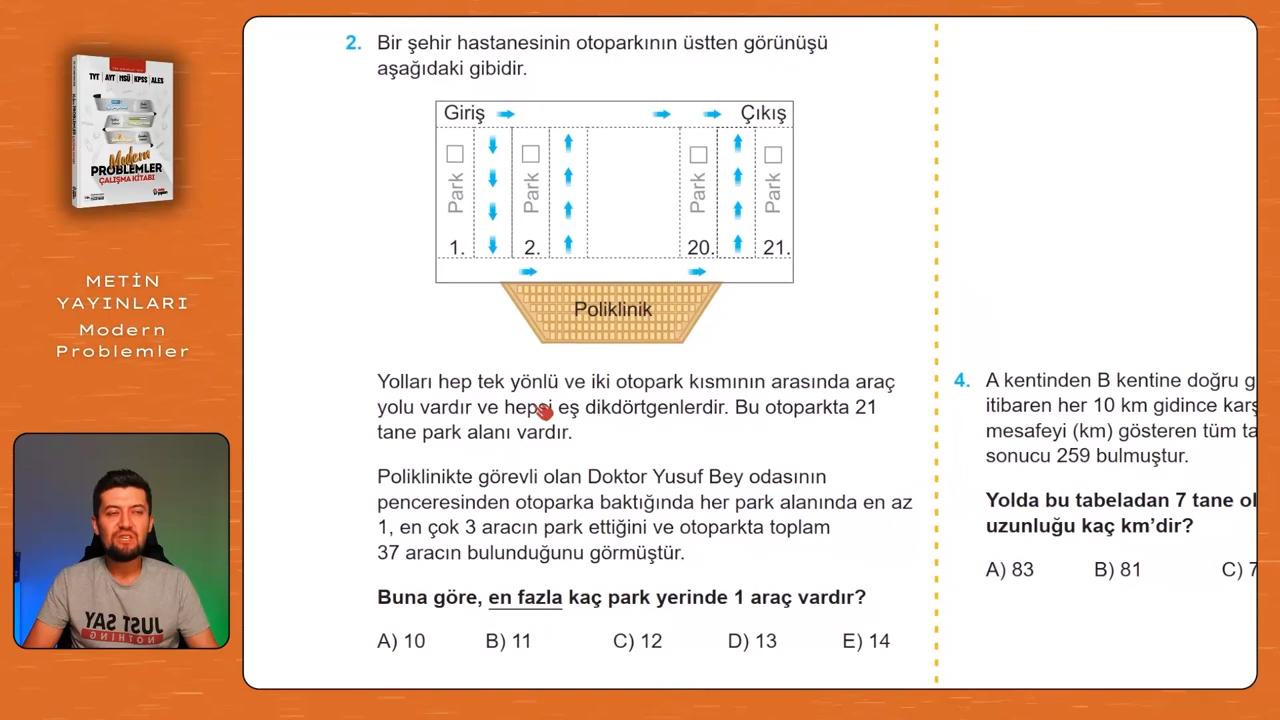 TYT AYT MSÜ KPSS ALES
Modern
PROBLEMLER
ÇALIŞMA KİTABI
METİN
YAYINLARI
Modern
Problemler
JUST SAY
NOTHING
2. Bir şehir hastanesinin otoparkının üstten görünüşü
aşağıdaki gibidir.
Giriş Çıkış
Park Park Park Park
1. 2. 20. 21.
Poliklinik
Yolları hep tek yönlü ve iki otopark kısmının arasında araç
yolu vardır ve hepsi eş dikdörtgenlerdir. Bu otoparkta 21
tane park alanı vardır.
Poliklinikte görevli olan Doktor Yusuf Bey odasının
penceresinden otoparka baktığında her park alanında en az
1, en çok 3 aracın park ettiğini ve otoparkta toplam
37 aracın bulunduğunu görmüştür.
Buna göre, en fazla kaç park yerinde 1 araç vardır?
A) 10 B) 11 C) 12 D) 13 E) 14
4. A kentinden B kentine doğru g
itibaren her 10 km gidince karş
mesafeyi (km) gösteren tüm ta
sonucu 259 bulmuştur.
Yolda bu tabeladan 7 tane ol
uzunluğu kaç km'dir?
A) 83 B) 81 C) 7